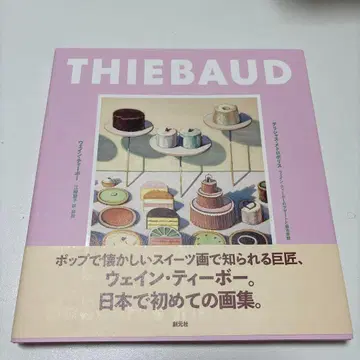 THIEBAUD
ウェイン・ティーボー
ポップで懐かしいスイーツ画で知られる巨匠、
ウェイン・ティーボー。
日本で初めての画集。
創元社